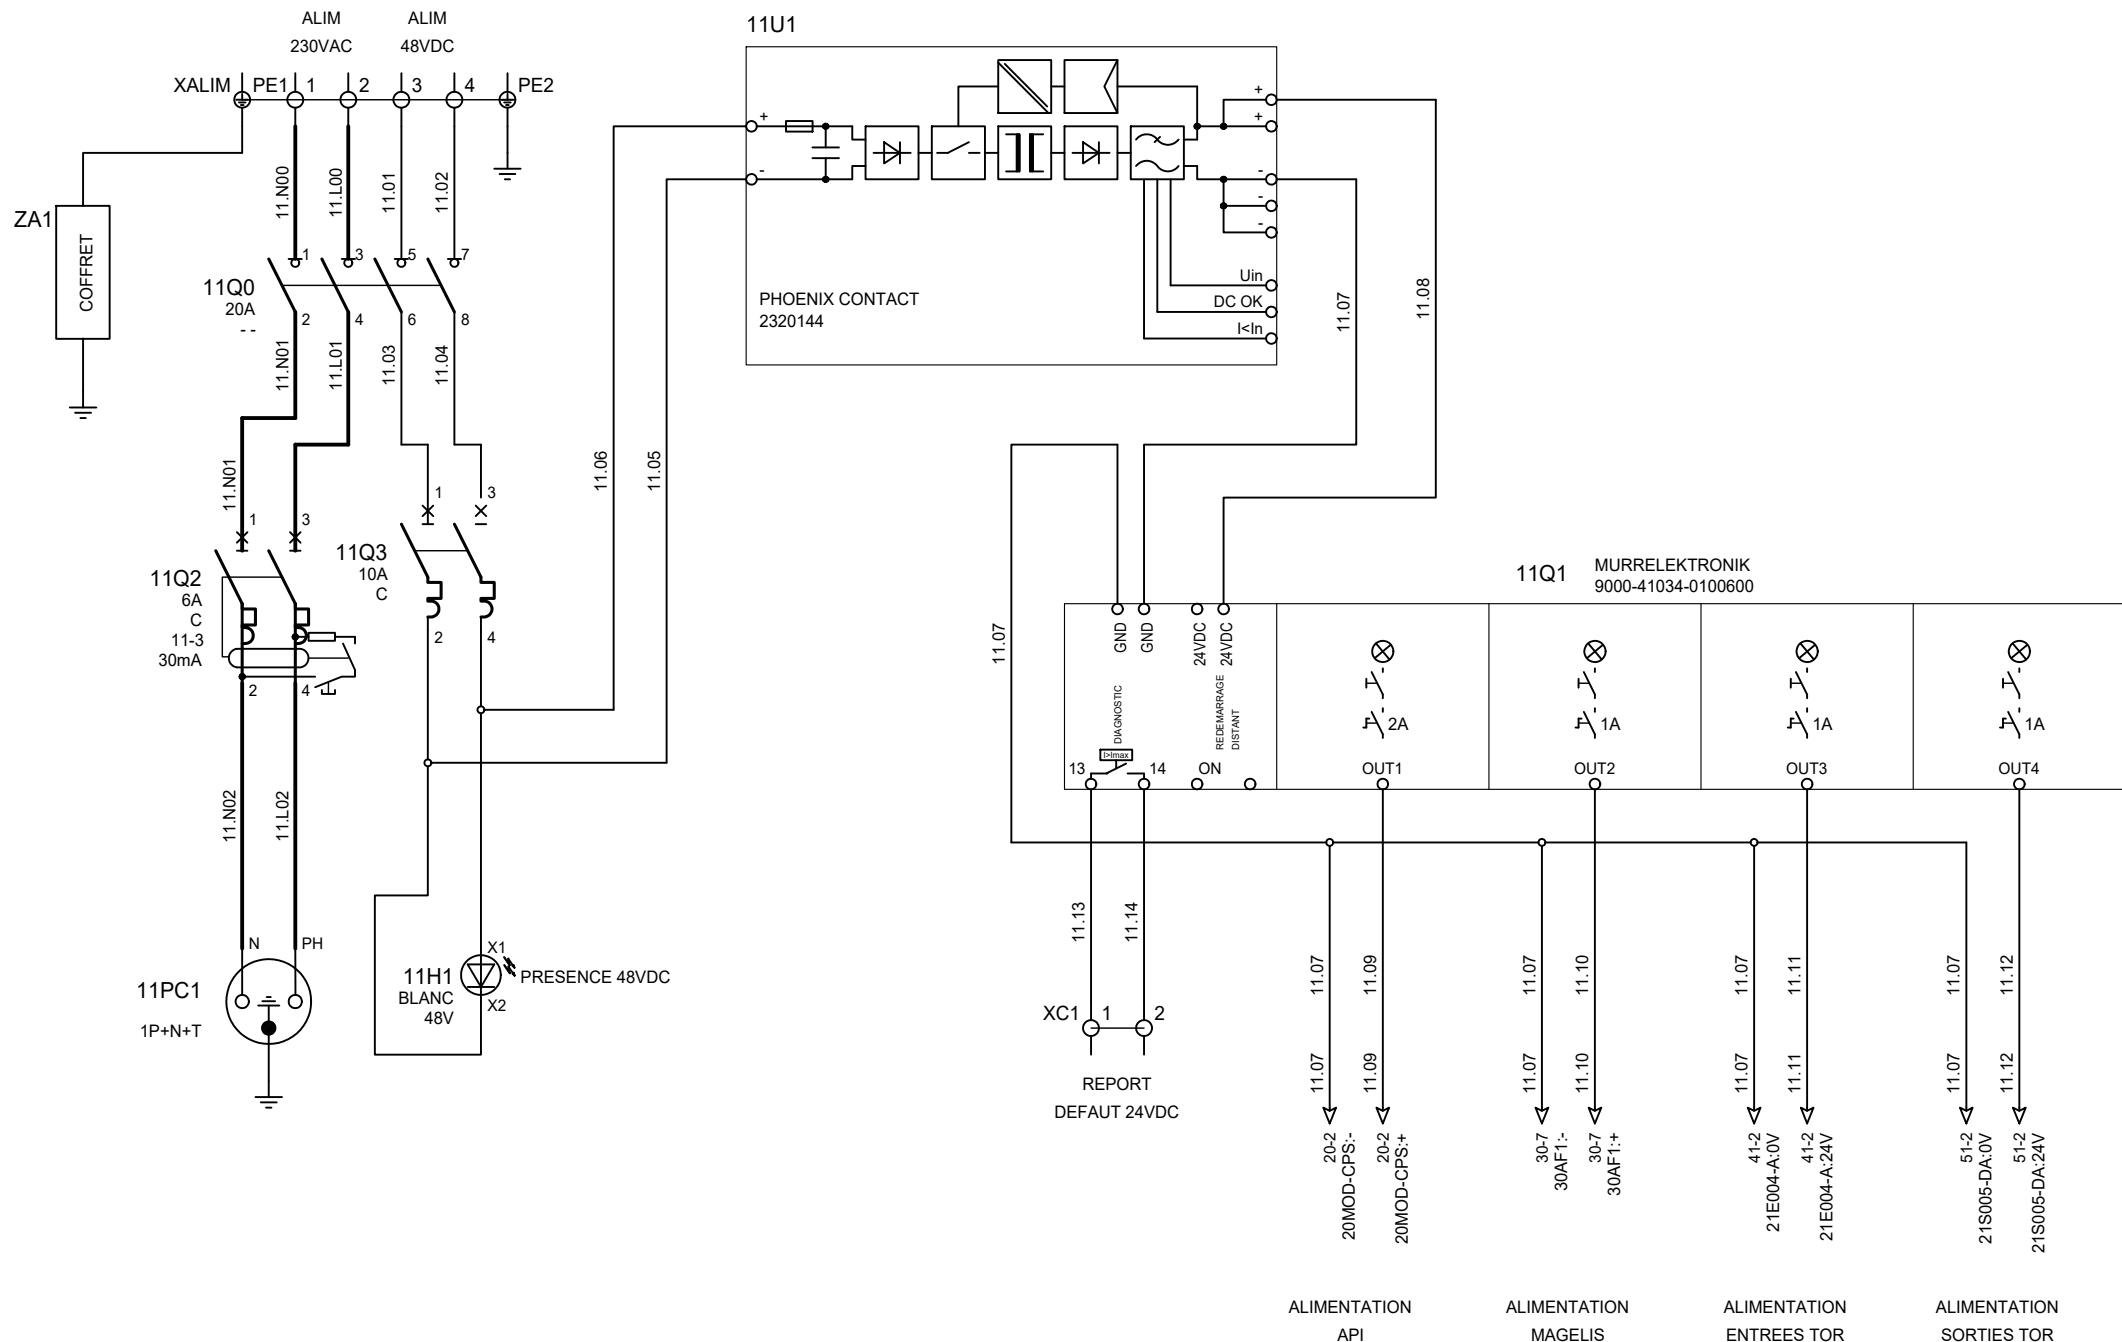 ALIM
230VAC
ALIM
48VDC
XALIM
PE1
1
2
3
4
PE2
11.N00
11.L00
11.01
11.02
ZA1
COFFRET
11Q0
20A
- -
1
3
5
7
2
4
6
8
11.N01
11.L01
11.03
11.04
11.N01
1
3
11Q2
6A
C
11-3
30mA
2
4
1
3
11Q3
10A
C
2
4
11.06
11.05
11.N02
11.L02
N
PH
11PC1
1P+N+T
X1
11H1
BLANC
48V
X2
PRESENCE 48VDC
11U1
+
-
+
+
-
-
-
Uin
DC OK
I<In
PHOENIX CONTACT
2320144
11.07
11.08
11.07
11Q1
MURRELEKTRONIK
9000-41034-0100600
GND
GND
24VDC
24VDC
DIAGNOSTIC
REDEMARRAGE
DISTANT
I>Imax
13
14
ON
2A
OUT1
1A
OUT2
1A
OUT3
1A
OUT4
11.13
11.14
XC1
1
2
REPORT
DEFAUT 24VDC
11.07
11.09
11.07
11.10
11.07
11.11
11.07
11.12
11.07
11.09
11.07
11.10
11.07
11.11
11.07
11.12
20-2
20MOD-CPS:-
20-2
20MOD-CPS:+
30-7
30AF1:-
30-7
30AF1:+
41-2
21E004-A:0V
41-2
21E004-A:24V
51-2
21S005-DA:0V
51-2
21S005-DA:24V
ALIMENTATION
API
ALIMENTATION
MAGELIS
ALIMENTATION
ENTREES TOR
ALIMENTATION
SORTIES TOR